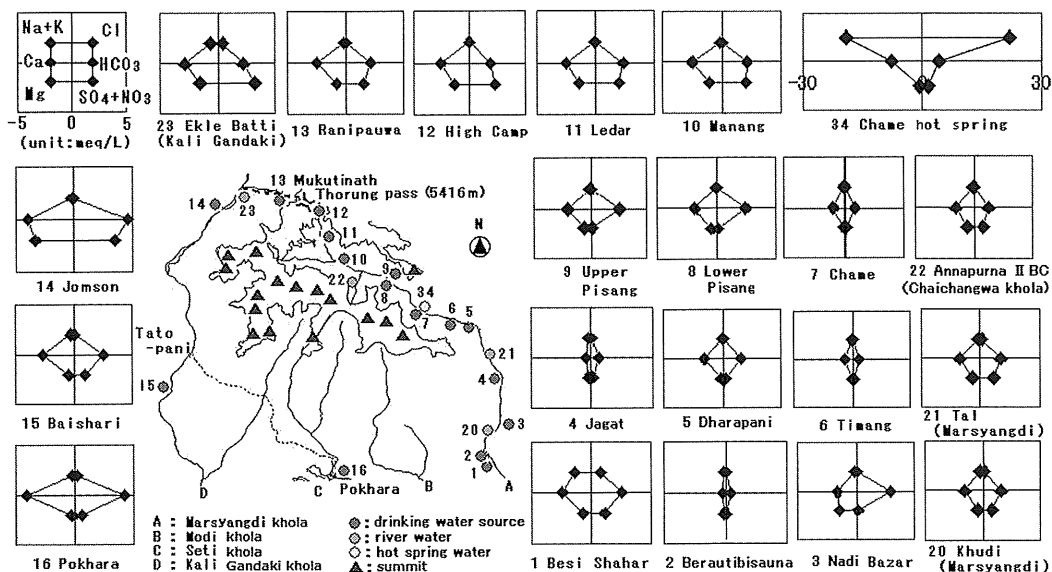 Na+K Cl
Ca HCO3
Mg SO4+NO3
-5 0 5
(unit:meq/L)
23 Ekle Batti
(Kali Gandaki)
13 Ranipauwa
12 High Camp
11 Ledar
10 Manang
-30 0 30
34 Chame hot spring
14 Jomson
15 Baishari
16 Pokhara
13 Mukutinath
Thorung pass (5416m)
14
23
12
11
10
22
9
8
34
7
6
5
21
4
3
20
2
1
N
Tato
-pani
15
16
Pokhara
D
C
B
A
A : Marsyangdi khola
B : Modi khola
C : Seti khola
D : Kali Gandaki khola
: drinking water source
: river water
: hot spring water
: summit
9 Upper
Pisang
8 Lower
Pisang
7 Chame
22 Annapurna II BC
(Chaichangwa khola)
4 Jagat
5 Dharapani
6 Timang
21 Tal
(Marsyangdi)
1 Besi Shahar
2 Berautibisauna
3 Nadi Bazar
20 Khudi
(Marsyangdi)